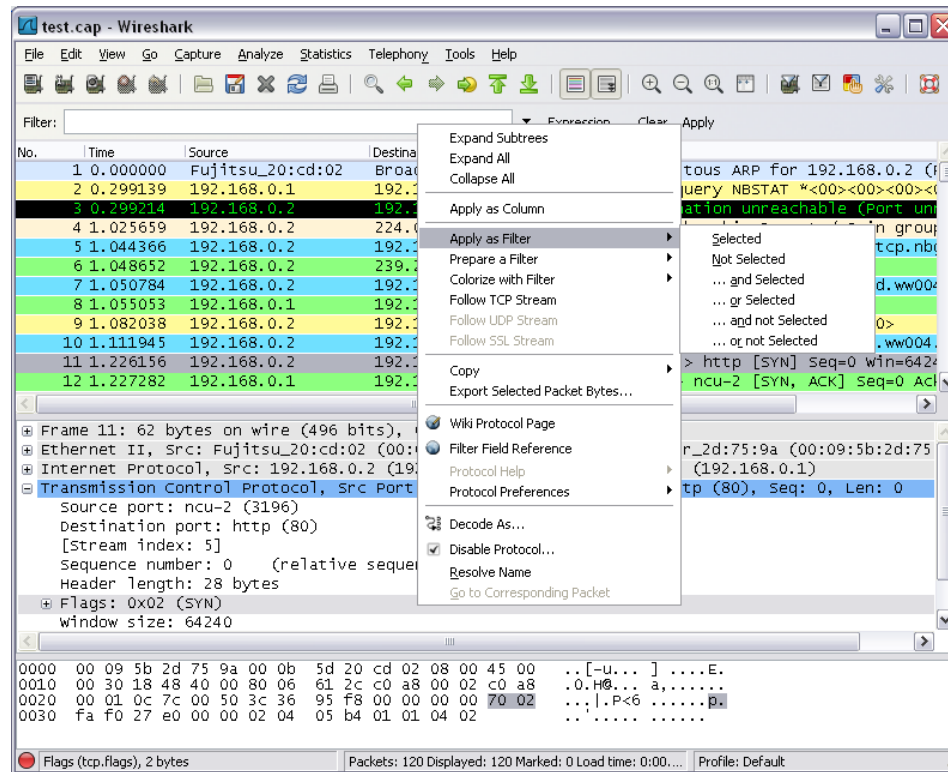 test.cap - Wireshark
File Edit View Go Capture Analyze Statistics Telephony Tools Help
Filter: Expression... Clear Apply
No. Time Source Destina
1 0.000000 Fujitsu_20:cd:02 Broad tous ARP for 192.168.0.2 (
2 0.299139 192.168.0.1 192.1 query NBSTAT *<00><00><00><
3 0.299214 192.168.0.2 192.1 nation unreachable (Port un
4 1.025659 192.168.0.2 224.0
5 1.044366 192.168.0.2 192.1 tcp.nb
6 1.048652 192.168.0.2 239.2
7 1.050784 192.168.0.2 192.1 d.ww004
8 1.055053 192.168.0.1 192.1
9 1.082038 192.168.0.2 192.1 0>
10 1.111945 192.168.0.2 192.1 .ww004.
11 1.226156 192.168.0.2 192.1 > http [SYN] Seq=0 Win=642
12 1.227282 192.168.0.1 192.1 ncu-2 [SYN, ACK] Seq=0 Ac
Expand Subtrees
Expand All
Collapse All
Apply as Column
Apply as Filter
Prepare a Filter
Colorize with Filter
Follow TCP Stream
Follow UDP Stream
Follow SSL Stream
Copy
Export Selected Packet Bytes...
Wiki Protocol Page
Filter Field Reference
Protocol Help
Protocol Preferences
Decode As...
Disable Protocol...
Resolve Name
Go to Corresponding Packet
Selected
Not Selected
... and Selected
... or Selected
... and not Selected
... or not Selected
Frame 11: 62 bytes on wire (496 bits),
Ethernet II, Src: Fujitsu_20:cd:02 (00: r_2d:75:9a (00:09:5b:2d:75
Internet Protocol, Src: 192.168.0.2 (19 (192.168.0.1)
Transmission Control Protocol, Src Port tp (80), Seq: 0, Len: 0
Source port: ncu-2 (3196)
Destination port: http (80)
[Stream index: 5]
Sequence number: 0 (relative seque
Header length: 28 bytes
Flags: 0x02 (SYN)
Window size: 64240
0000 00 09 5b 2d 75 9a 00 0b 5d 20 cd 02 08 00 45 00 ..[-u... ] ....E.
0010 00 30 18 48 40 00 80 06 61 2c c0 a8 00 02 c0 a8 .0.H@... a,......
0020 00 01 0c 7c 00 50 3c 36 95 f8 00 00 00 00 70 02 ...|.P<6 ......p.
0030 fa f0 27 e0 00 00 02 04 05 b4 01 01 04 02 ..'..... ......
Flags (tcp.flags), 2 bytes Packets: 120 Displayed: 120 Marked: 0 Load time: 0:00.... Profile: Default